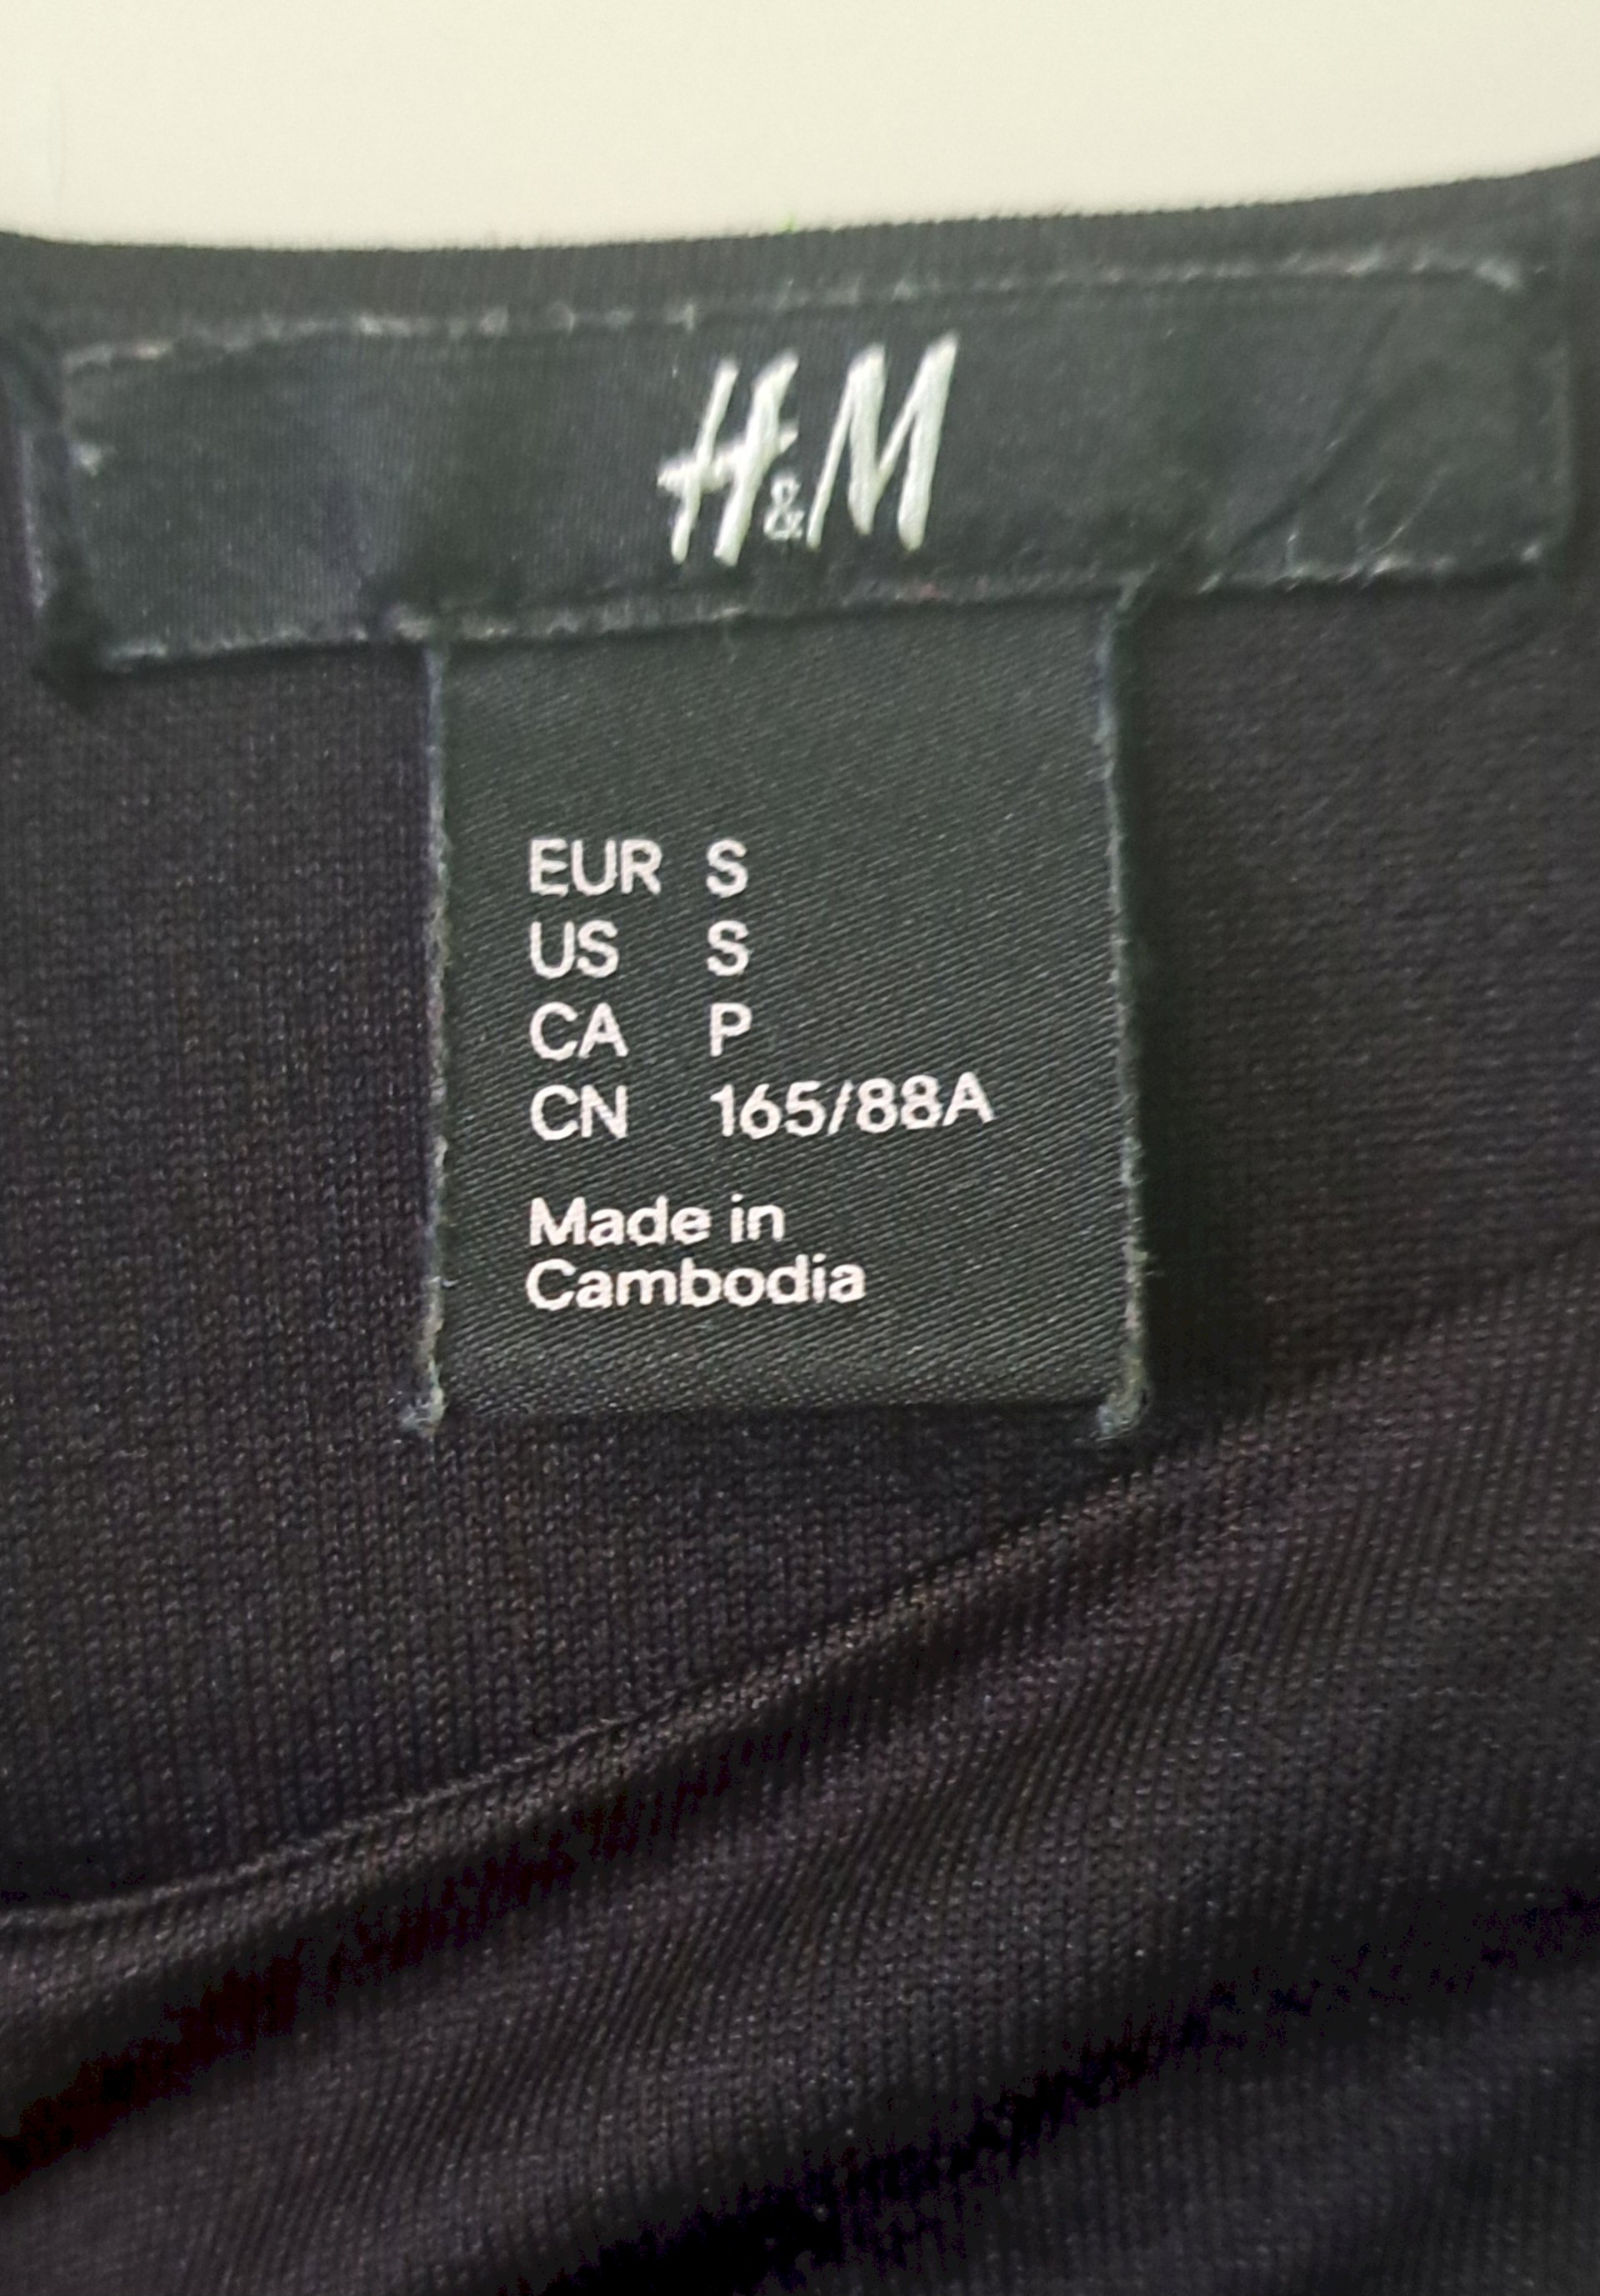 H&M
EUR S
US S
CA P
CN 165/88A
Made in
Cambodia